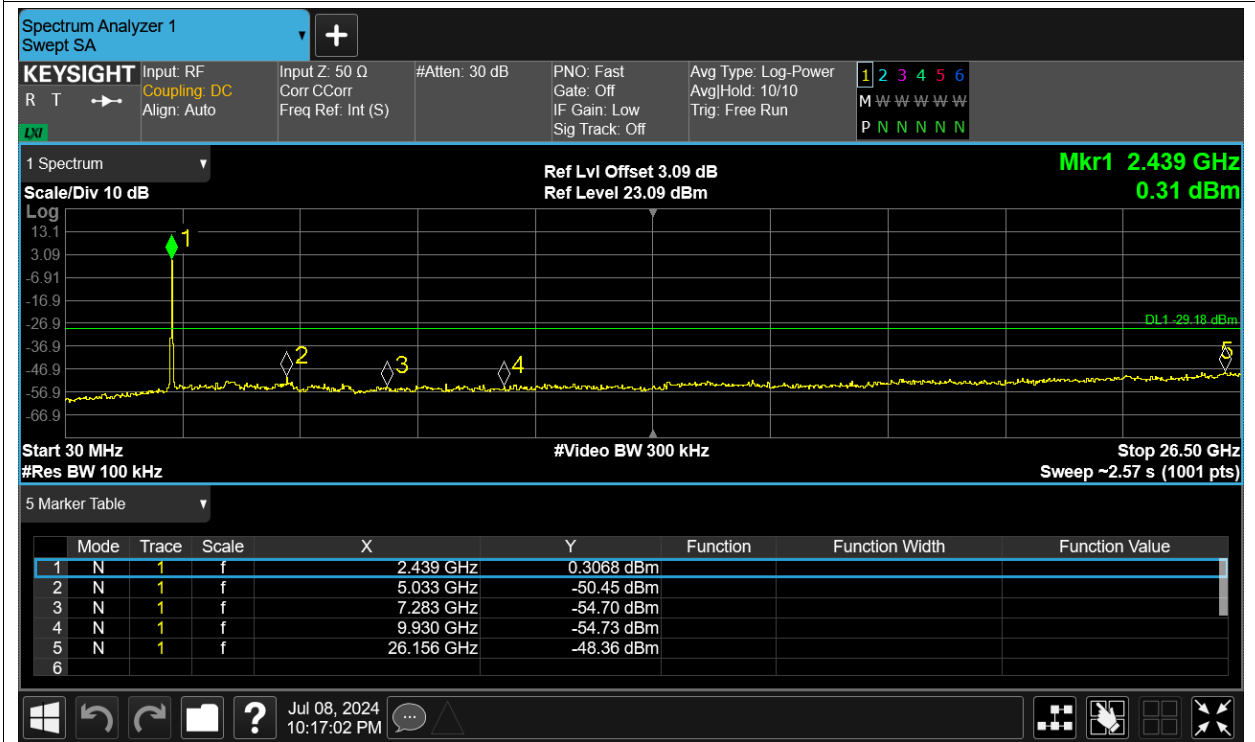 Spectrum Analyzer 1
Swept SA
+
KEYSIGHT Input: RF Input Z: 50 Ω #Atten: 30 dB PNO: Fast Avg Type: Log-Power 1 2 3 4 5 6
R T Coupling: DC Corr CCorr Gate: Off Avg|Hold: 10/10 M W W W W W
Align: Auto Freq Ref: Int (S) IF Gain: Low Trig: Free Run
LXI Sig Track: Off P N N N N N
1 Spectrum Ref Lvl Offset 3.09 dB Mkr1 2.439 GHz
Scale/Div 10 dB Ref Level 23.09 dBm 0.31 dBm
Log
13.1
3.09
-6.91
-16.9
-26.9
-36.9
-46.9
-56.9
-66.9
1
DL1 -29.18 dBm
2
3
4
5
Start 30 MHz #Video BW 300 kHz Stop 26.50 GHz
#Res BW 100 kHz Sweep ~2.57 s (1001 pts)
5 Marker Table
Mode Trace Scale X Y Function Function Width Function Value
1 N 1 f 2.439 GHz 0.3068 dBm
2 N 1 f 5.033 GHz -50.45 dBm
3 N 1 f 7.283 GHz -54.70 dBm
4 N 1 f 9.930 GHz -54.73 dBm
5 N 1 f 26.156 GHz -48.36 dBm
6
? Jul 08, 2024
10:17:02 PM